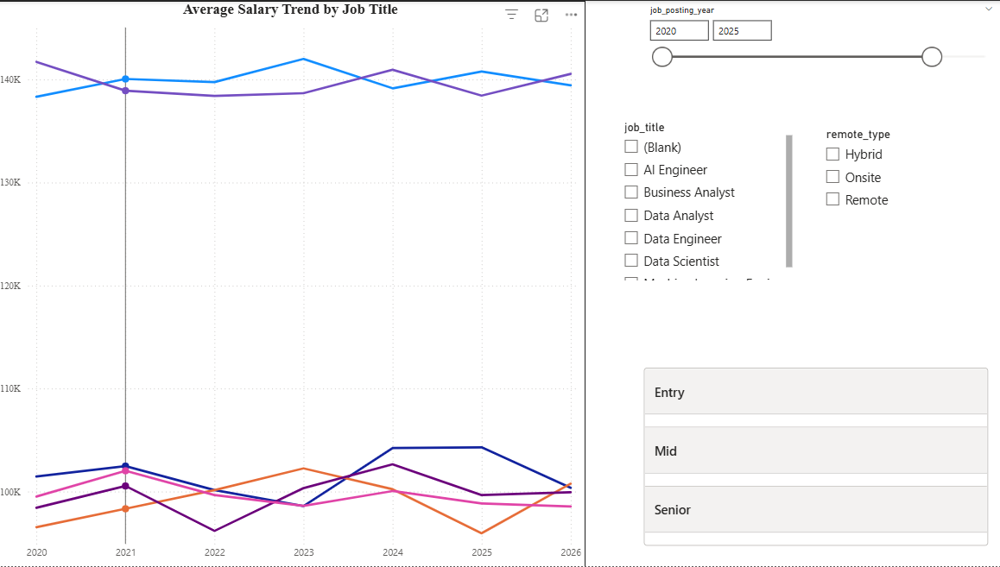 Average Salary Trend by Job Title
140K
130K
120K
110K
100K
2020 2021 2022 2023 2024 2025 2026
job_posting_year
2020 2025
job_title
(Blank)
AI Engineer
Business Analyst
Data Analyst
Data Engineer
Data Scientist
remote_type
Hybrid
Onsite
Remote
Entry
Mid
Senior